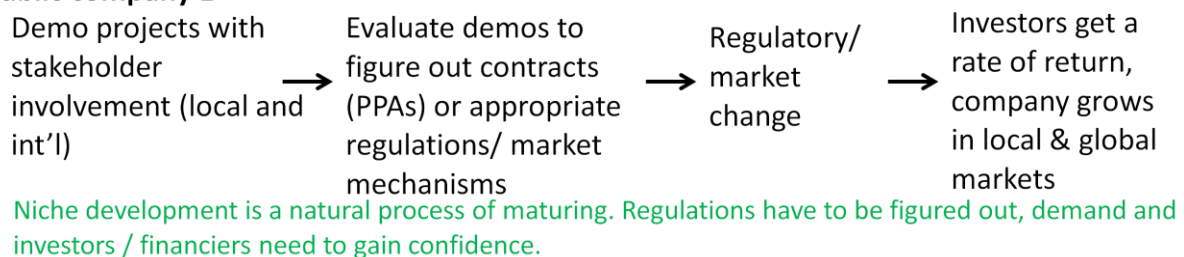 Demo projects with
stakeholder
involvement (local and
int'l)
Evaluate demos to
figure out contracts
(PPAs) or appropriate
regulations/ market
mechanisms
Regulatory/
market
change
Investors get a
rate of return,
company grows
in local & global
markets
Niche development is a natural process of maturing. Regulations have to be figured out, demand and
investors / financiers need to gain confidence.